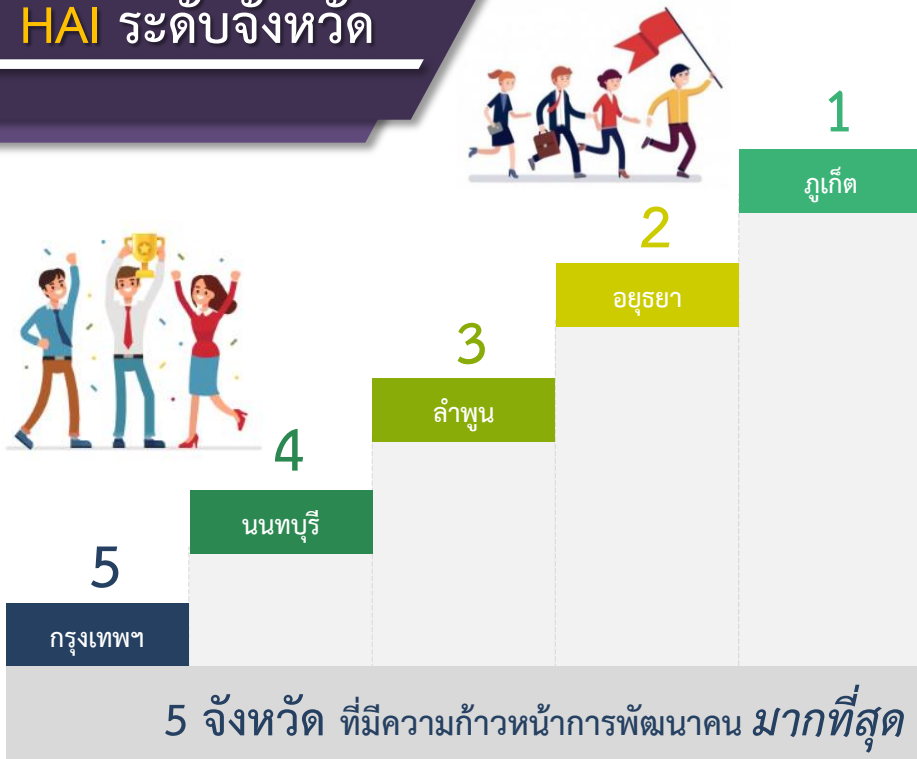 HAI ระดับจังหวัด
1
ภูเก็ต
2
อยุธยา
3
ลำพูน
4
นนทบุรี
5
กรุงเทพฯ
5 จังหวัด ที่มีความก้าวหน้าการพัฒนาคน มากที่สุด